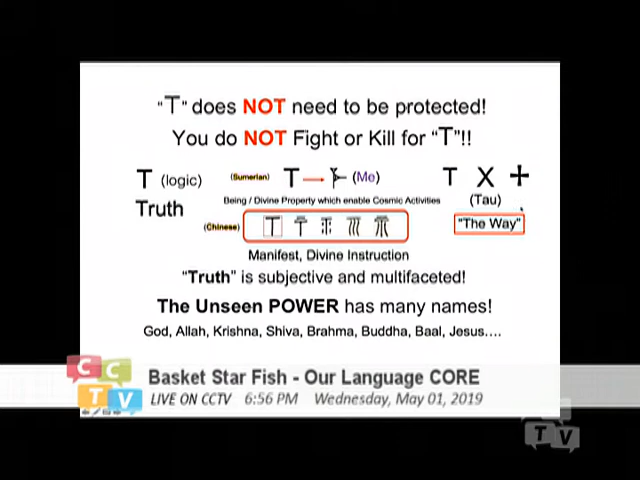 "T" does NOT need to be protected!
You do NOT Fight or Kill for "T"!!
T (logic) (Sumerian) T (Me) T X +
Truth Being / Divine Property which enable Cosmic Activities (Tau)
(Chinese) "The Way"
Manifest, Divine Instruction
"Truth" is subjective and multifaceted!
The Unseen POWER has many names!
God, Allah, Krishna, Shiva, Brahma, Buddha, Baal, Jesus....
CC
TV
Basket Star Fish - Our Language CORE
LIVE ON CCTV 6:56 PM Wednesday, May 01, 2019
TV